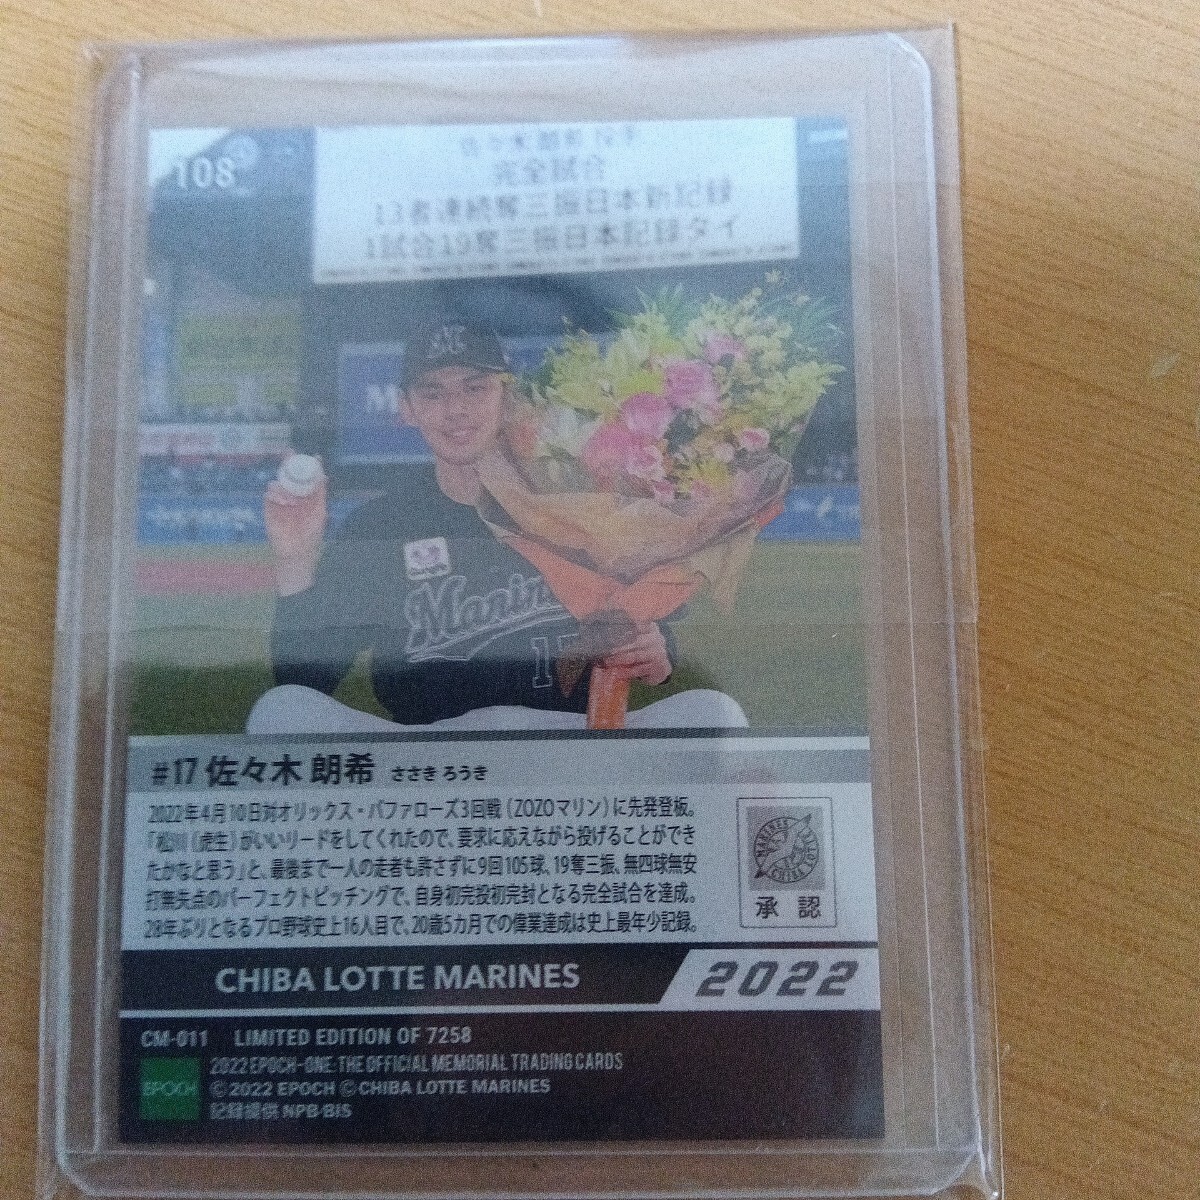 108
佐々木朗希 投手
完全試合
13者連続奪三振日本新記録
1試合19奪三振日本記録タイ
M
Marin
17
#17 佐々木 朗希 ささき ろうき
2022年4月10日対オリックス・バファローズ3回戦(ZOZOマリン)に先発登板。
「松川(虎生)がいいリードをしてくれたので、要求に応えながら投げることができ
たかなと思う」と、最後まで一人の走者も許さずに9回105球、19奪三振、無四球無安
打無失点のパーフェクトピッチングで、自身初完投初完封となる完全試合を達成。
28年ぶりとなるプロ野球史上16人目で、20歳5カ月での偉業達成は史上最年少記録。
MARINES
CHIBA LOTTE
承認
CHIBA LOTTE MARINES
2022
CM-011 LIMITED EDITION OF 7258
EPOCH
2022 EPOCH-ONE: THE OFFICIAL MEMORIAL TRADING CARDS
©2022 EPOCH ©CHIBA LOTTE MARINES
記録提供 NPB·BIS